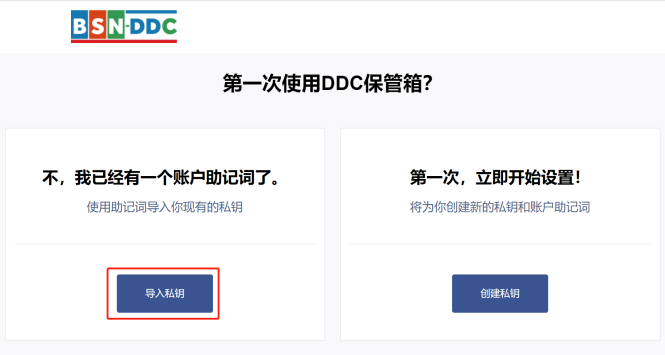 BSN-DDC
第一次使用DDC保管箱？
不，我已经有一个账户助记词了。
使用助记词导入你现有的私钥
导入私钥
第一次，立即开始设置！
将为你创建新的私钥和账户助记词
创建私钥